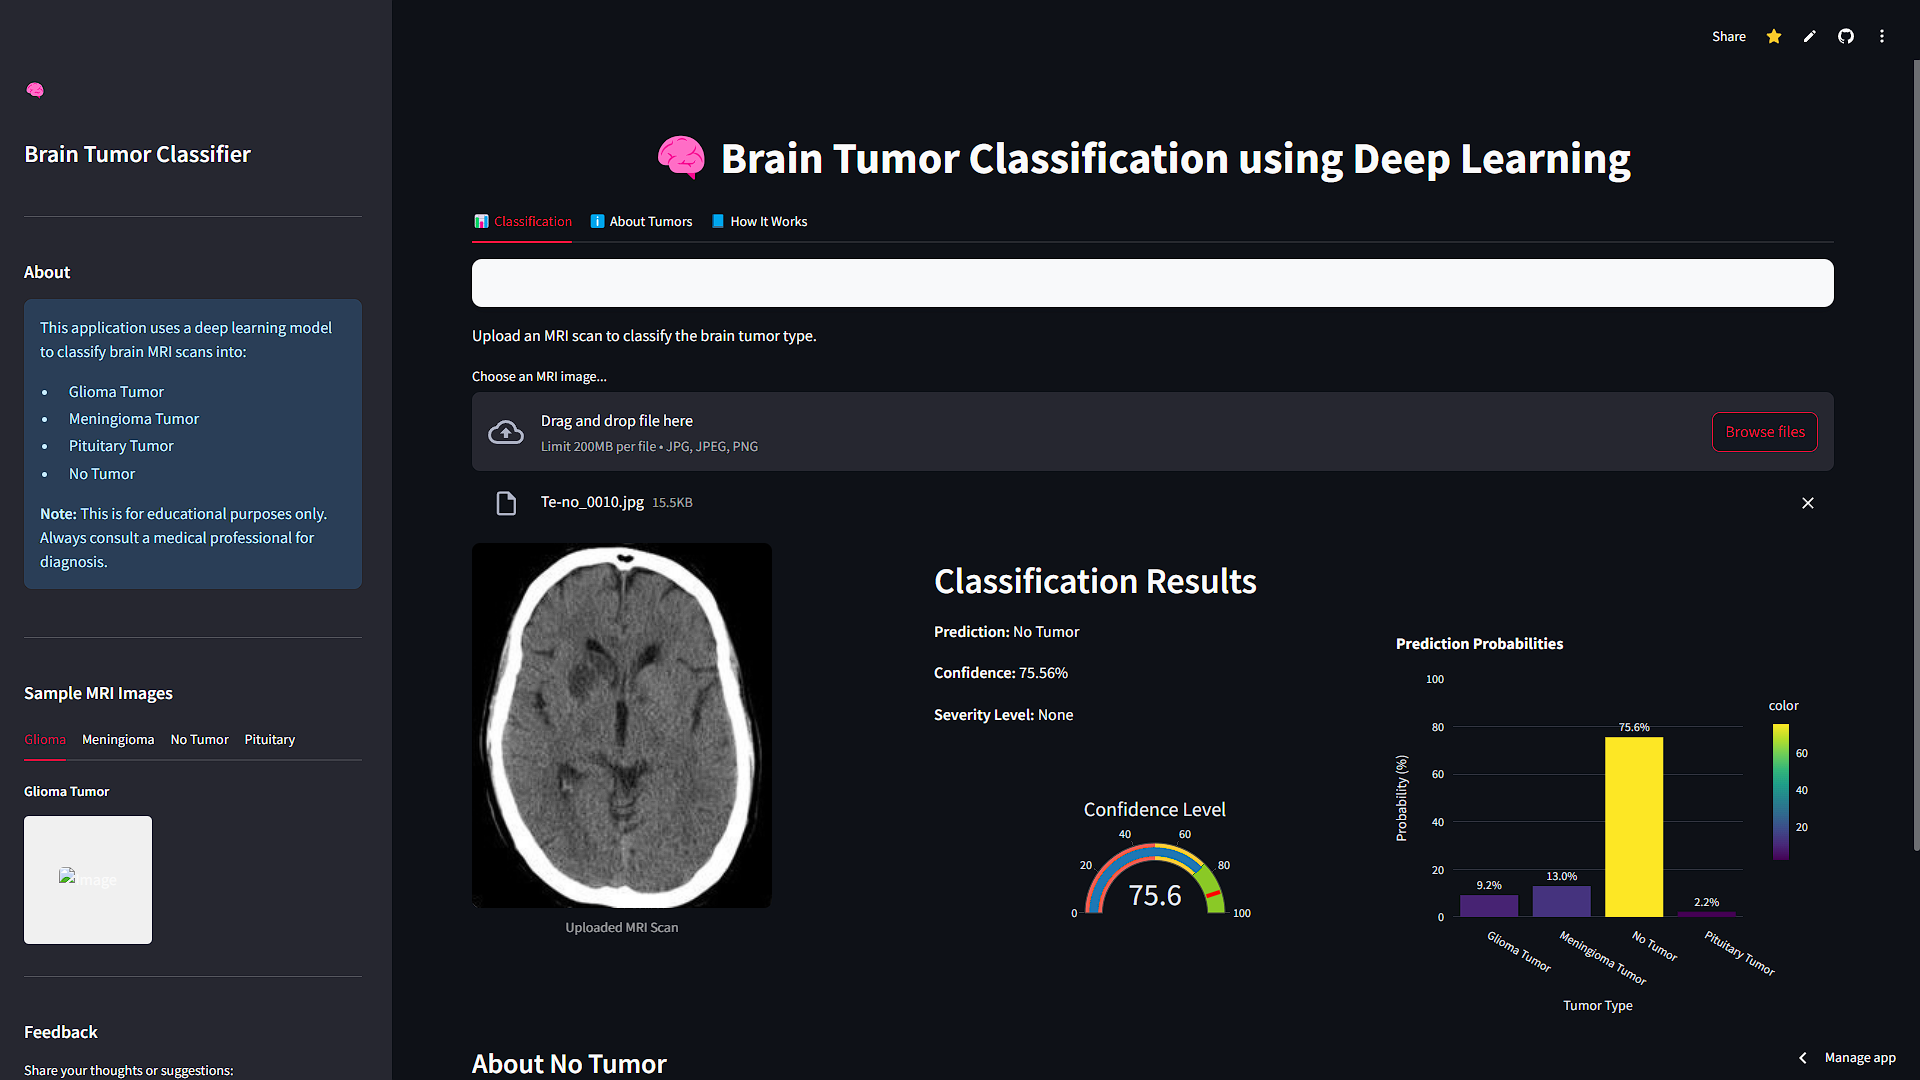 Share
🧠
Brain Tumor Classifier
About
This application uses a deep learning model
to classify brain MRI scans into:
• Glioma Tumor
• Meningioma Tumor
• Pituitary Tumor
• No Tumor
Note: This is for educational purposes only.
Always consult a medical professional for
diagnosis.
Sample MRI Images
Glioma Meningioma No Tumor Pituitary
Glioma Tumor
Image
Feedback
Share your thoughts or suggestions:
🧠 Brain Tumor Classification using Deep Learning
Classification About Tumors How It Works
Upload an MRI scan to classify the brain tumor type.
Choose an MRI image...
Drag and drop file here
Limit 200MB per file • JPG, JPEG, PNG
Browse files
Te-no_0010.jpg 15.5KB
Uploaded MRI Scan
Classification Results
Prediction: No Tumor
Confidence: 75.56%
Severity Level: None
Confidence Level
0 20 40 60 80 100
75.6
Prediction Probabilities
100
80
60
40
20
0
Probability (%)
9.2%
13.0%
75.6%
2.2%
Glioma Tumor
Meningioma Tumor
No Tumor
Pituitary Tumor
Tumor Type
color
60
40
20
About No Tumor
Manage app